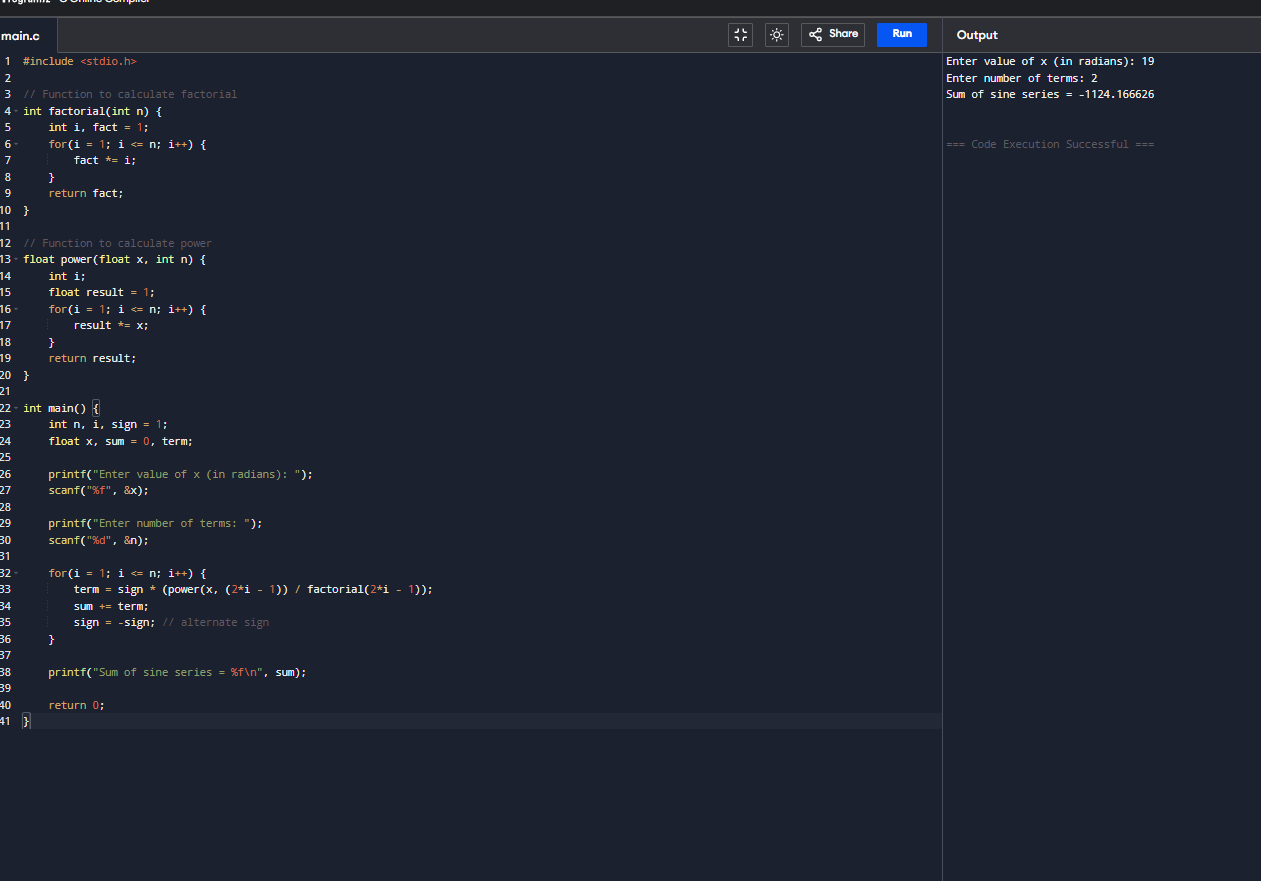 Programiz C Online Compiler
main.c
Share
Run
Output
1 #include <stdio.h>
2
3 // Function to calculate factorial
4 int factorial(int n) {
5     int i, fact = 1;
6     for(i = 1; i <= n; i++) {
7         fact *= i;
8     }
9     return fact;
10 }
11
12 // Function to calculate power
13 float power(float x, int n) {
14     int i;
15     float result = 1;
16     for(i = 1; i <= n; i++) {
17         result *= x;
18     }
19     return result;
20 }
21
22 int main() {
23     int n, i, sign = 1;
24     float x, sum = 0, term;
25
26     printf("Enter value of x (in radians): ");
27     scanf("%f", &x);
28
29     printf("Enter number of terms: ");
30     scanf("%d", &n);
31
32     for(i = 1; i <= n; i++) {
33         term = sign * (power(x, (2*i - 1)) / factorial(2*i - 1));
34         sum += term;
35         sign = -sign; // alternate sign
36     }
37
38     printf("Sum of sine series = %f\n", sum);
39
40     return 0;
41 }
Enter value of x (in radians): 19
Enter number of terms: 2
Sum of sine series = -1124.166626
=== Code Execution Successful ===